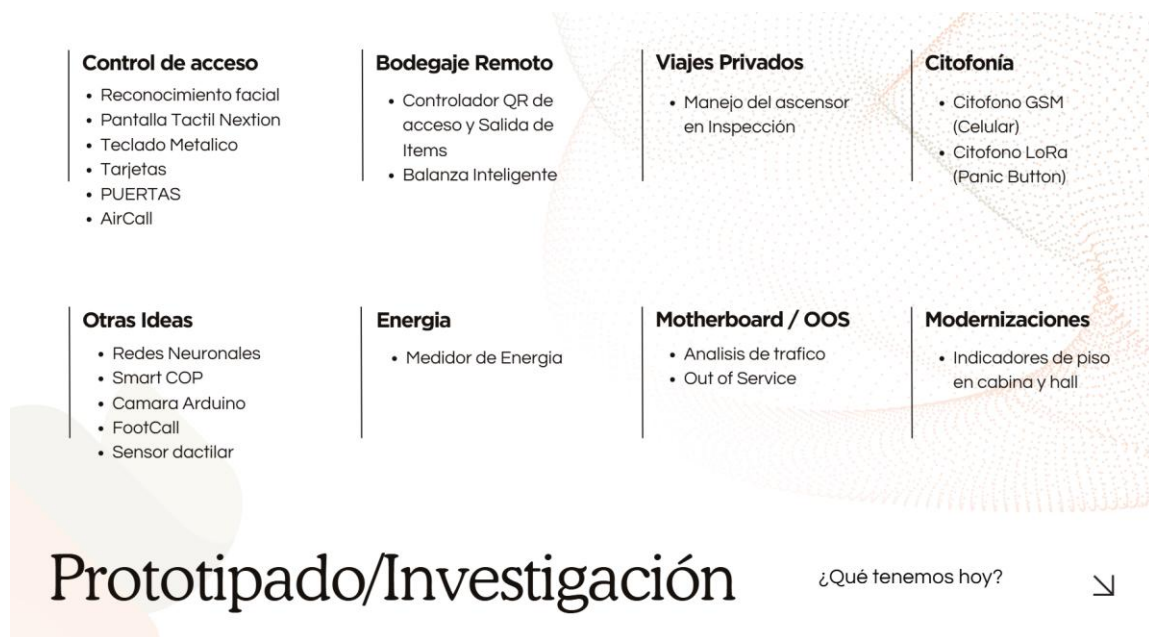 Control de acceso
• Reconocimiento facial
• Pantalla Tactil Nextion
• Teclado Metalico
• Tarjetas
• PUERTAS
• AirCall
Bodegaje Remoto
• Controlador QR de
acceso y Salida de
Items
• Balanza Inteligente
Viajes Privados
• Manejo del ascensor
en Inspección
Citofonía
• Citofono GSM
(Celular)
• Citofono LoRa
(Panic Button)
Otras Ideas
• Redes Neuronales
• Smart COP
• Camara Arduino
• FootCall
• Sensor dactilar
Energia
• Medidor de Energia
Motherboard / OOS
• Analisis de trafico
• Out of Service
Modernizaciones
• Indicadores de piso
en cabina y hall
Prototipado/Investigación
¿Qué tenemos hoy?